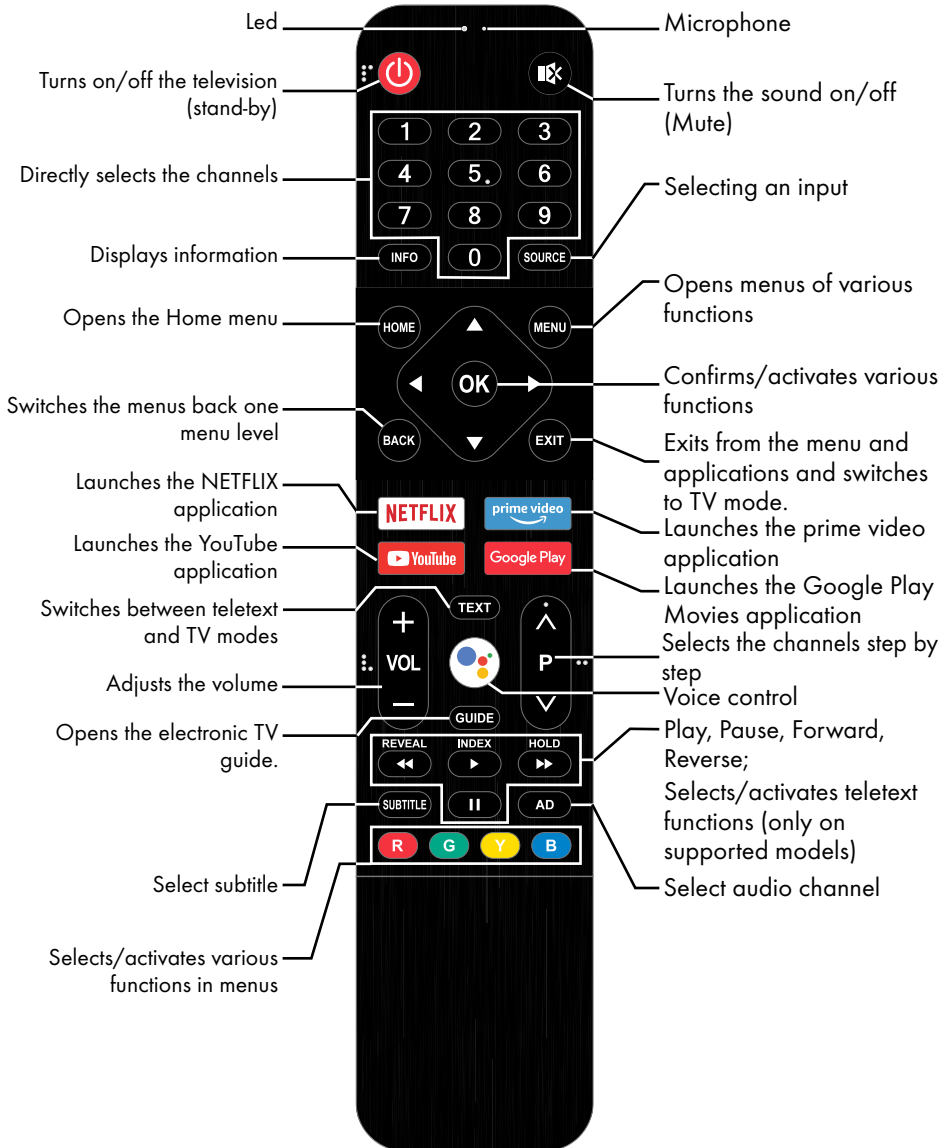 Led
Microphone
Turns on/off the television
(stand-by)
Turns the sound on/off
(Mute)
1 2 3
Directly selects the channels
4 5. 6
Selecting an input
7 8 9
Displays information
INFO 0 SOURCE
Opens the Home menu
HOME MENU
Opens menus of various
functions
OK
Confirms/activates various
functions
Switches the menus back one
menu level
BACK EXIT
Exits from the menu and
applications and switches
to TV mode.
Launches the NETFLIX
application
NETFLIX prime video
Launches the prime video
application
Launches the YouTube
application
YouTube Google Play
Launches the Google Play
Movies application
Switches between teletext
and TV modes
TEXT
Selects the channels step by
step
+
VOL P
–
Voice control
Adjusts the volume
GUIDE
Opens the electronic TV
guide.
Play, Pause, Forward,
Reverse;
REVEAL INDEX HOLD
Selects/activates teletext
functions (only on
supported models)
SUBTITLE AD
R G Y B
Select subtitle
Select audio channel
Selects/activates various
functions in menus